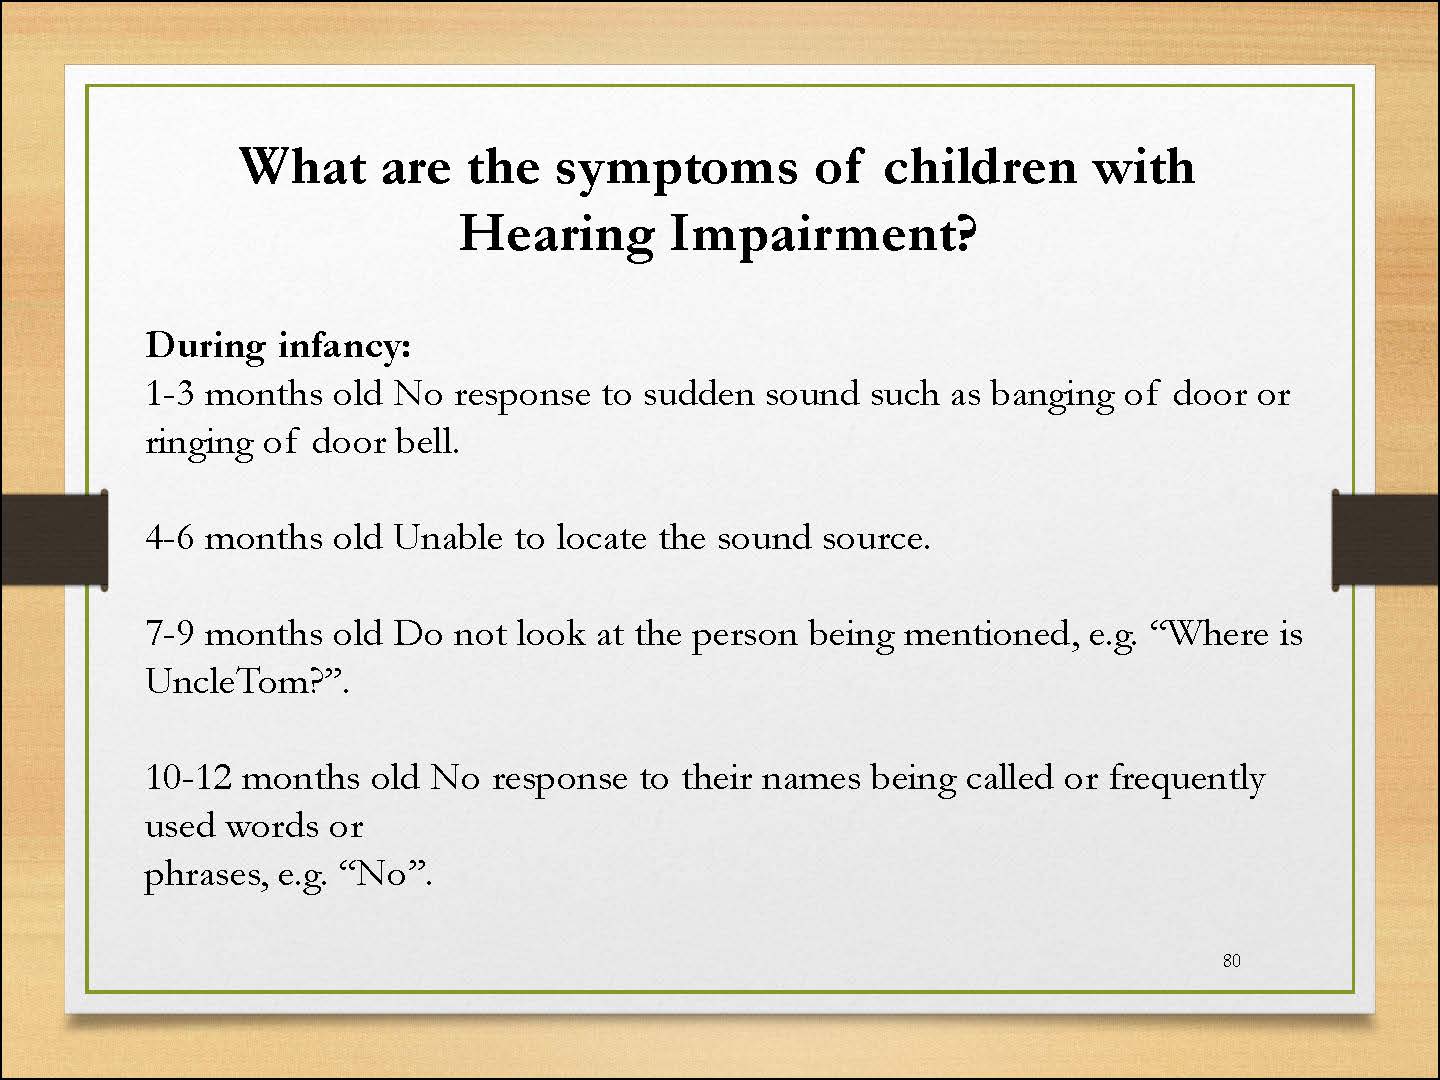 What are the symptoms of children with
Hearing Impairment?
During infancy:
1-3 months old No response to sudden sound such as banging of door or
ringing of door bell.
4-6 months old Unable to locate the sound source.
7-9 months old Do not look at the person being mentioned, e.g. “Where is
UncleTom?”.
10-12 months old No response to their names being called or frequently
used words or
phrases, e.g. “No”.
80